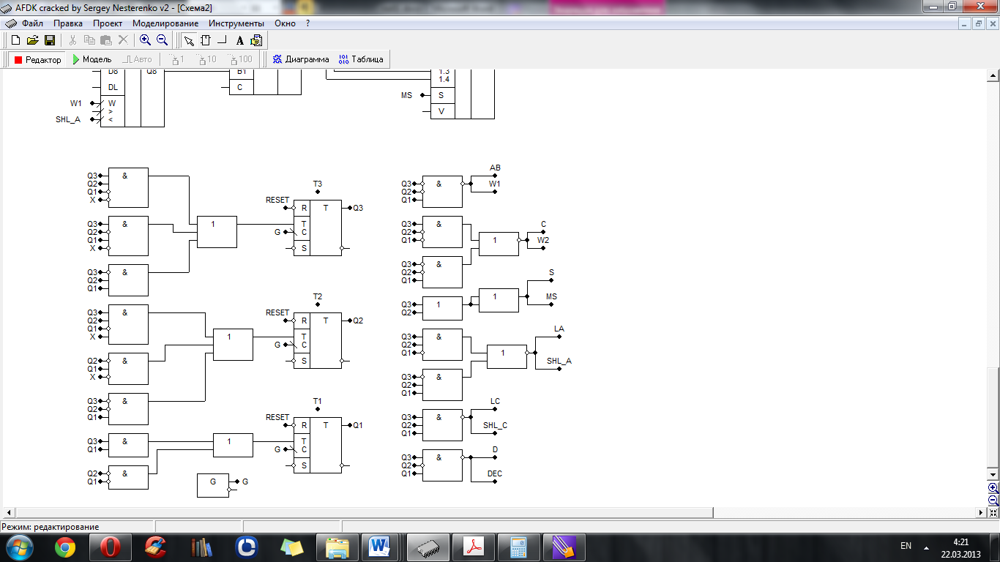 AFDK cracked by Sergey Nesterenko v2 - [Схема2]
Файл Правка Проект Моделирование Инструменты Окно ?
A
Редактор Модель Авто 1 10 100 Диаграмма Таблица
D8 Q8 B1 1.3
1.4
DL C
MS S
W1 W
> V
SHL_A <
AB
Q3 & Q3 & W1
Q2 T3 Q2
Q1 Q1
X RESET R T Q3
Q3 & 1 T Q3 & C
Q2 G C Q2 1 W2
Q1 Q1
X S
Q3 & Q3 &
Q2 Q2 S
Q1 Q1
T2 1 MS
Q3 & Q3 1
Q2 RESET R T Q2 Q2
Q1 LA
X 1 T Q3 &
G C Q2 1
Q2 & S Q1 SHL_A
Q1
X Q3 &
Q2
Q3 & Q1
Q2 T1 LC
Q1 Q3 &
RESET R T Q1 Q2 SHL_C
Q3 & 1 T Q1
Q1 G C D
Q3 &
Q2 & S Q2
Q1 G G Q1 DEC
Режим: редактирование
W
EN 4:21
22.03.2013